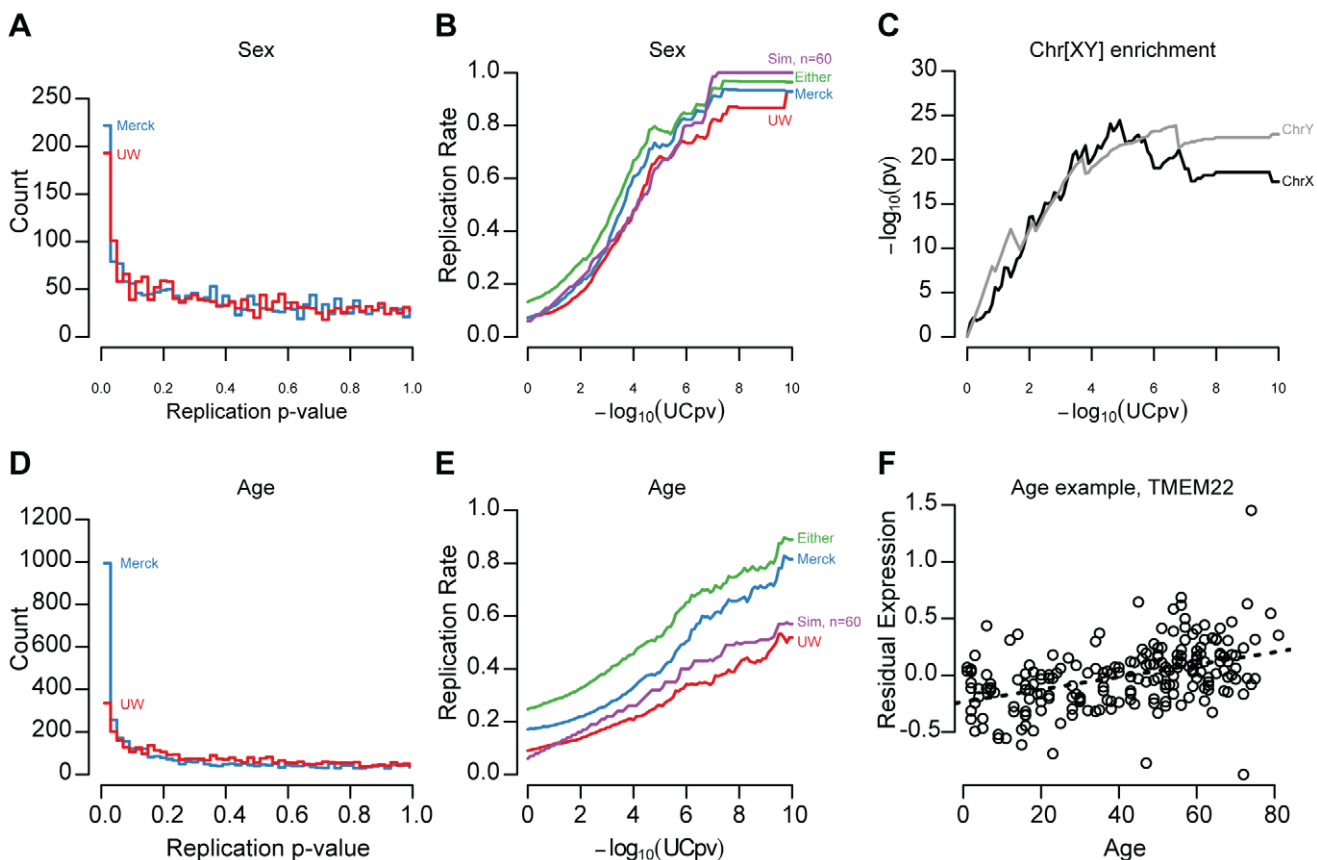 A
Sex
Count
250
200
150
100
50
0
Merck
UW
0.0 0.2 0.4 0.6 0.8 1.0
Replication p-value
B
Sex
Replication Rate
1.0
0.8
0.6
0.4
0.2
0.0
Sim, n=60
Either
Merck
UW
0 2 4 6 8 10
−log10(UCpv)
C
Chr[XY] enrichment
−log10(pv)
30
25
20
15
10
5
0
ChrY
ChrX
0 2 4 6 8 10
−log10(UCpv)
D
Age
Count
1200
1000
800
600
400
200
0
Merck
UW
0.0 0.2 0.4 0.6 0.8 1.0
Replication p-value
E
Age
Replication Rate
1.0
0.8
0.6
0.4
0.2
0.0
Either
Merck
Sim, n=60
UW
0 2 4 6 8 10
−log10(UCpv)
F
Age example, TMEM22
Residual Expression
1.5
1.0
0.5
0.0
-0.5
0 20 40 60 80
Age